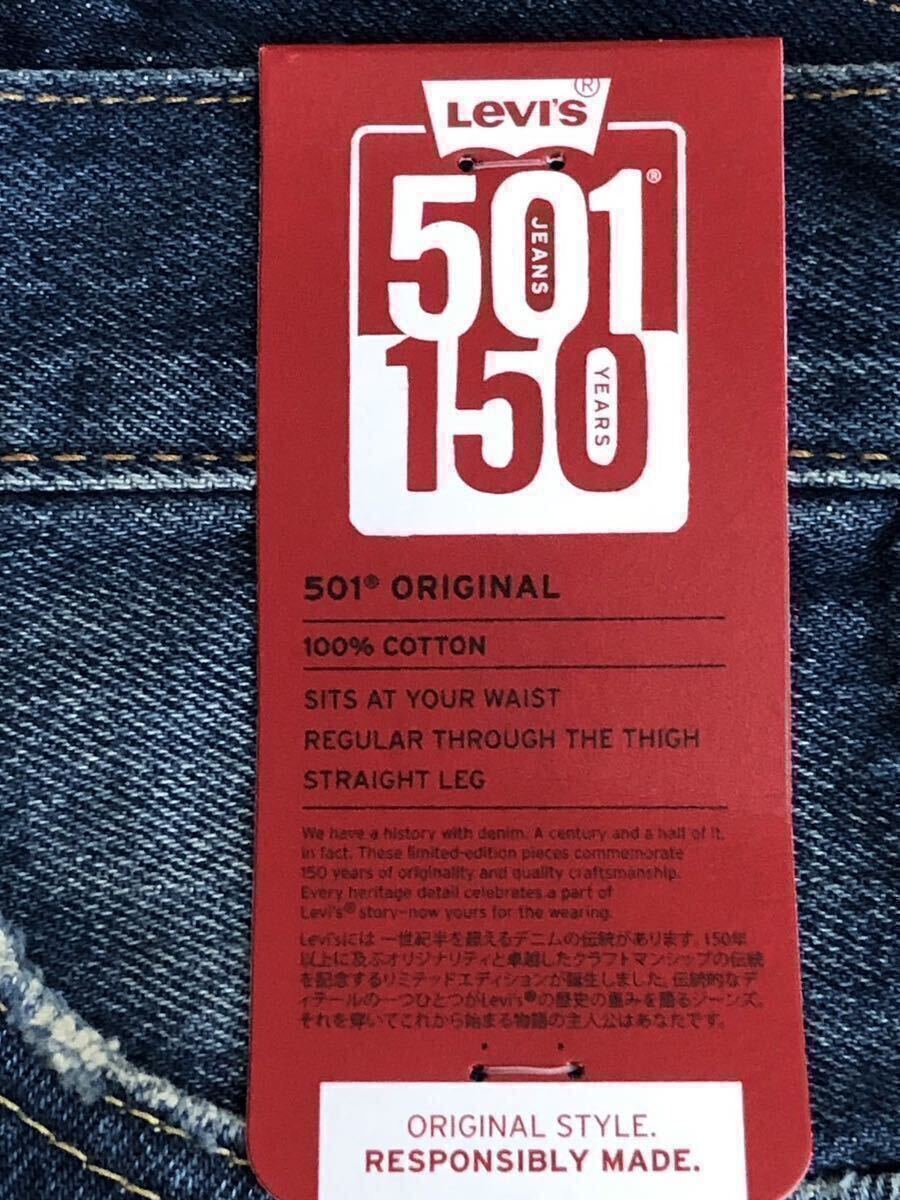 Levi's®
501®
JEANS
150
YEARS
501® ORIGINAL
100% COTTON
SITS AT YOUR WAIST
REGULAR THROUGH THE THIGH
STRAIGHT LEG
We have a history with denim. A century and a half of it,
in fact. These limited-edition pieces commemorate
150 years of originality and quality craftsmanship.
Every heritage detail celebrates a part of
Levi's® story—now yours for the wearing.
Levi'sには 一世紀半を超えるデニムの伝統があります。150年
以上に及ぶオリジナリティと卓越したクラフトマンシップの伝統
を記念するリミテッドエディションが誕生しました。伝統的なデ
ィテールの一つひとつがLevi's®の歴史の重みを語るジーンズ。
それを穿いてこれから始まる物語の主人公はあなたです。
ORIGINAL STYLE.
RESPONSIBLY MADE.